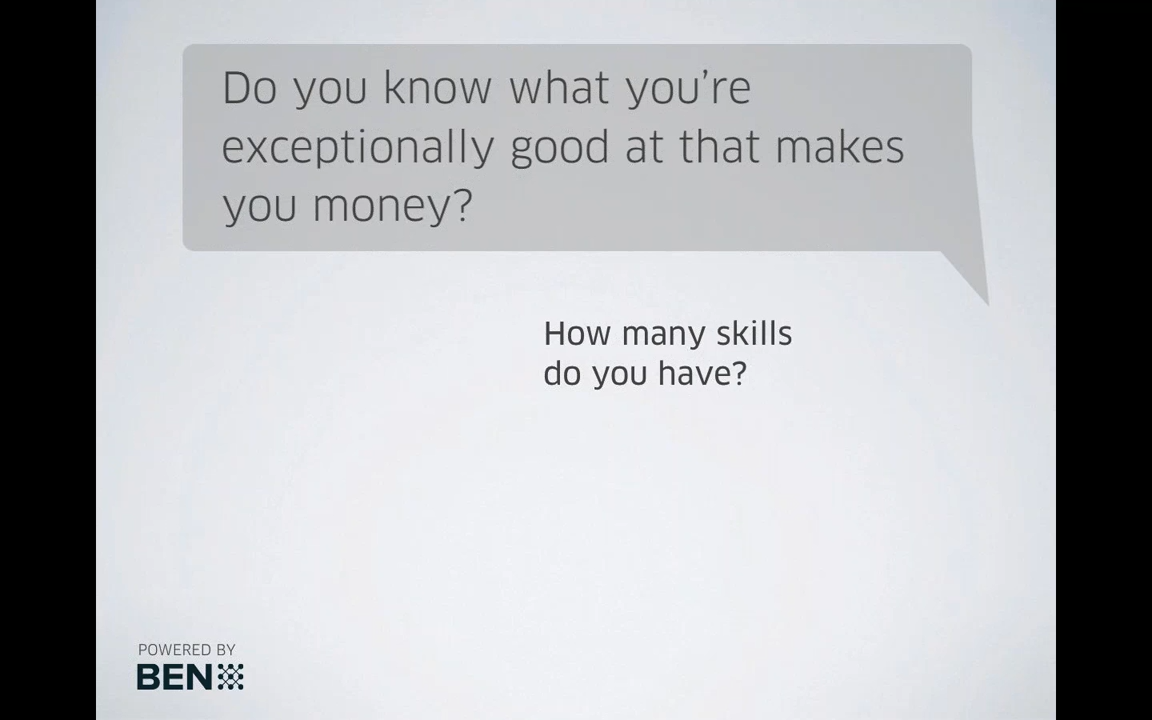 Do you know what you’re
exceptionally good at that makes
you money?
How many skills
do you have?
POWERED BY
BEN